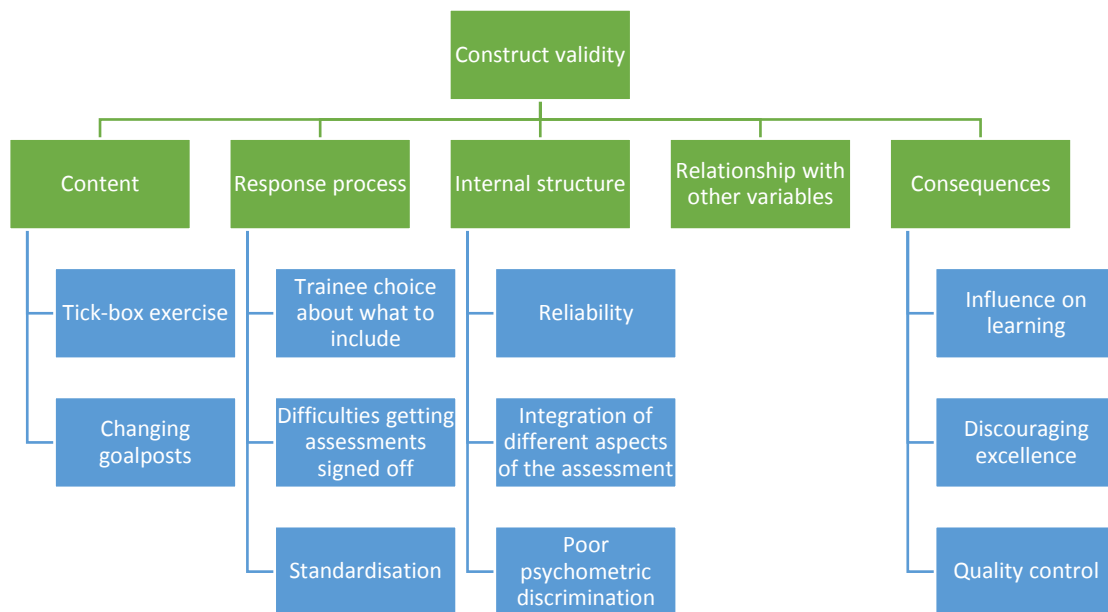 Construct validity
Content
Response process
Internal structure
Relationship with
other variables
Consequences
Tick-box exercise
Changing
goalposts
Trainee choice
about what to
include
Difficulties getting
assessments
signed off
Standardisation
Reliability
Integration of
different aspects
of the assessment
Poor
psychometric
discrimination
Influence on
learning
Discouraging
excellence
Quality control